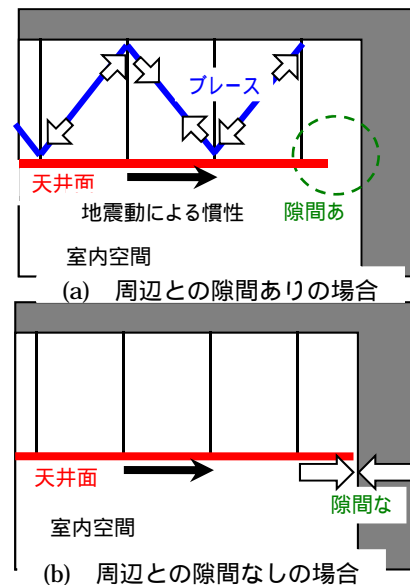 ブレース
天井面
地震動による慣性
隙間あ
室内空間
(a) 周辺との隙間ありの場合
天井面
隙間な
室内空間
(b) 周辺との隙間なしの場合